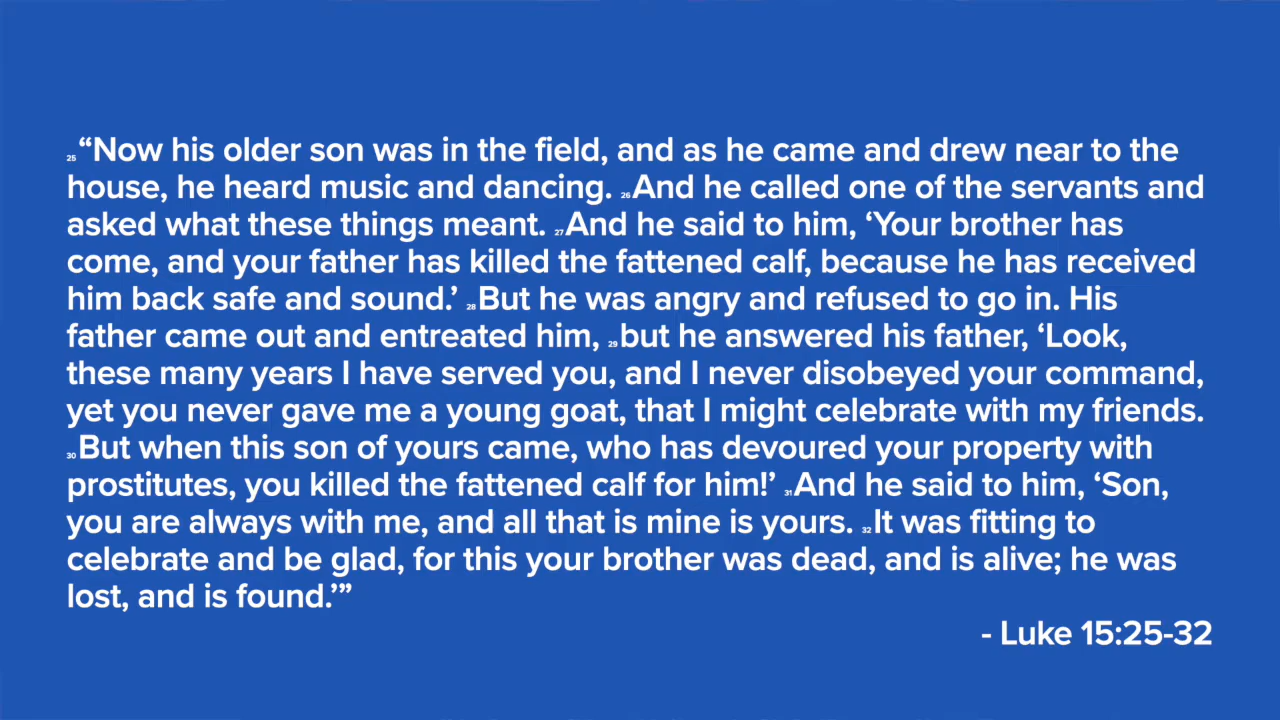 25“Now his older son was in the field, and as he came and drew near to the
house, he heard music and dancing. 26And he called one of the servants and
asked what these things meant. 27And he said to him, ‘Your brother has
come, and your father has killed the fattened calf, because he has received
him back safe and sound.’ 28But he was angry and refused to go in. His
father came out and entreated him, 29but he answered his father, ‘Look,
these many years I have served you, and I never disobeyed your command,
yet you never gave me a young goat, that I might celebrate with my friends.
30But when this son of yours came, who has devoured your property with
prostitutes, you killed the fattened calf for him!’ 31And he said to him, ‘Son,
you are always with me, and all that is mine is yours. 32It was fitting to
celebrate and be glad, for this your brother was dead, and is alive; he was
lost, and is found.’”
- Luke 15:25-32